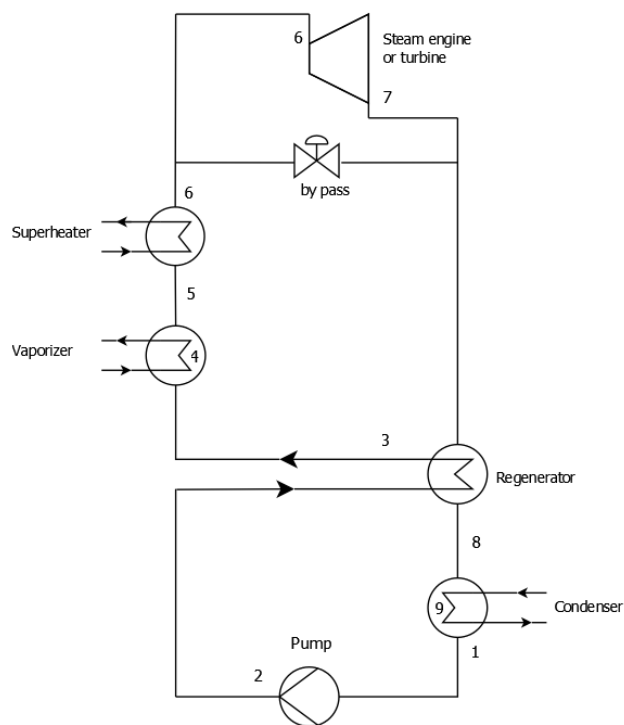 6
Steam engine
or turbine
7
by pass
6
Superheater
5
Vaporizer
4
3
Regenerator
8
9
Condenser
1
Pump
2